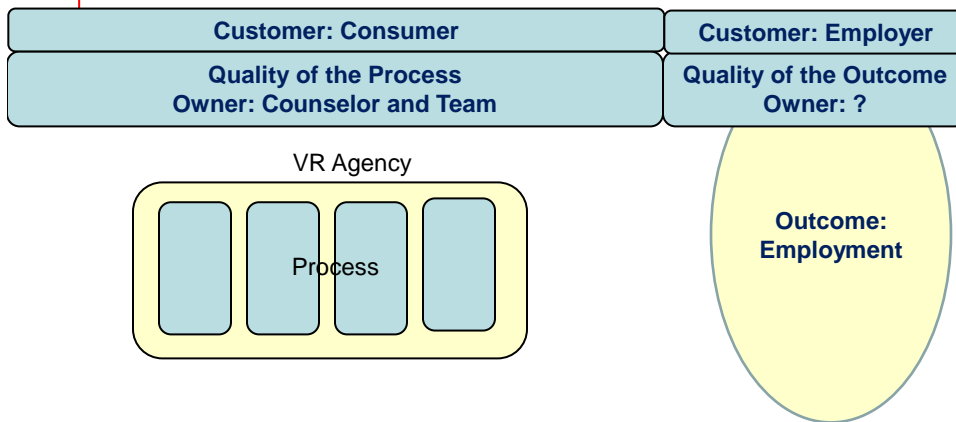 Customer: Consumer
Customer: Employer
Quality of the Process
Owner: Counselor and Team
Quality of the Outcome
Owner: ?
VR Agency
Process
Outcome:
Employment